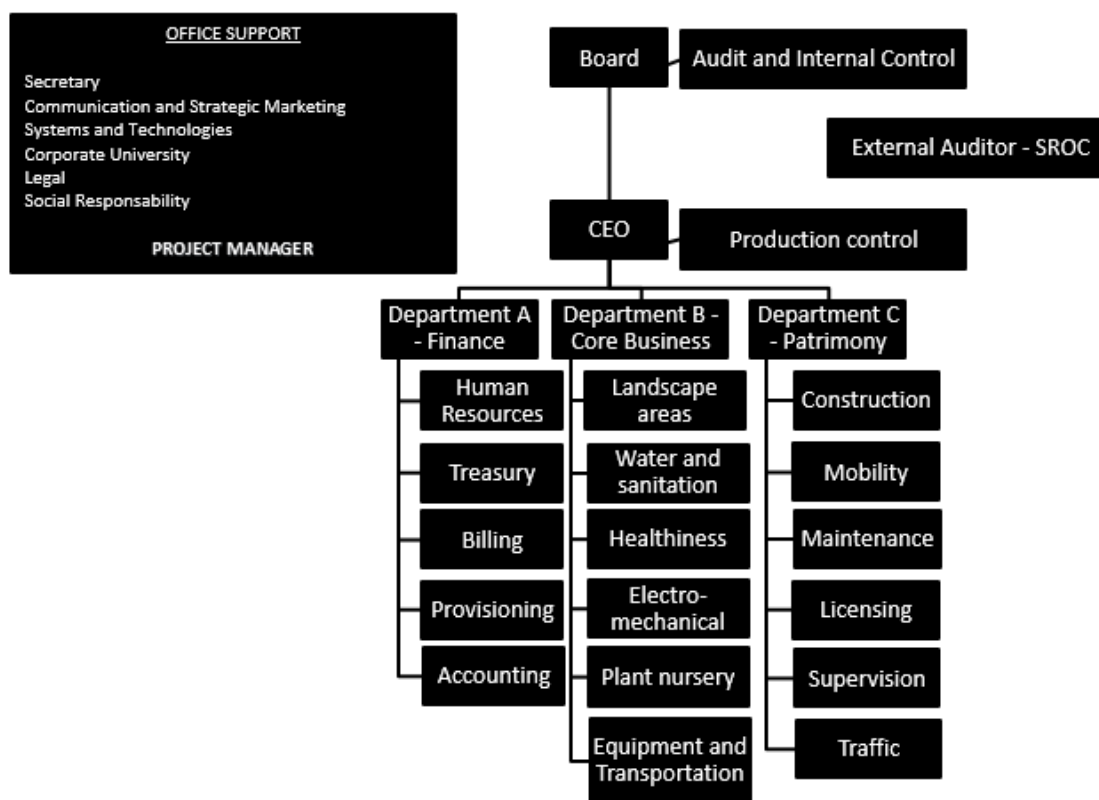 OFFICE SUPPORT
Secretary
Communication and Strategic Marketing
Systems and Technologies
Corporate University
Legal
Social Responsability
PROJECT MANAGER
Board
Audit and Internal Control
External Auditor - SROC
CEO
Production control
Department A
- Finance
Human
Resources
Treasury
Billing
Provisioning
Accounting
Department B -
Core Business
Landscape
areas
Water and
sanitation
Healthiness
Electro-
mechanical
Plant nursery
Equipment and
Transportation
Department C
- Patrimony
Construction
Mobility
Maintenance
Licensing
Supervision
Traffic